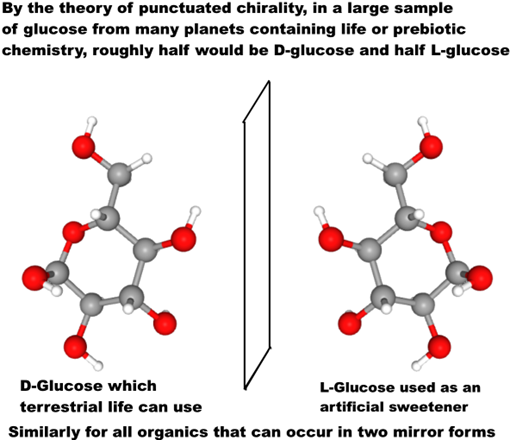 By the theory of punctuated chirality, in a large sample
of glucose from many planets containing life or prebiotic
chemistry, roughly half would be D-glucose and half L-glucose
D-Glucose which
terrestrial life can use
L-Glucose used as an
artificial sweetener
Similarly for all organics that can occur in two mirror forms